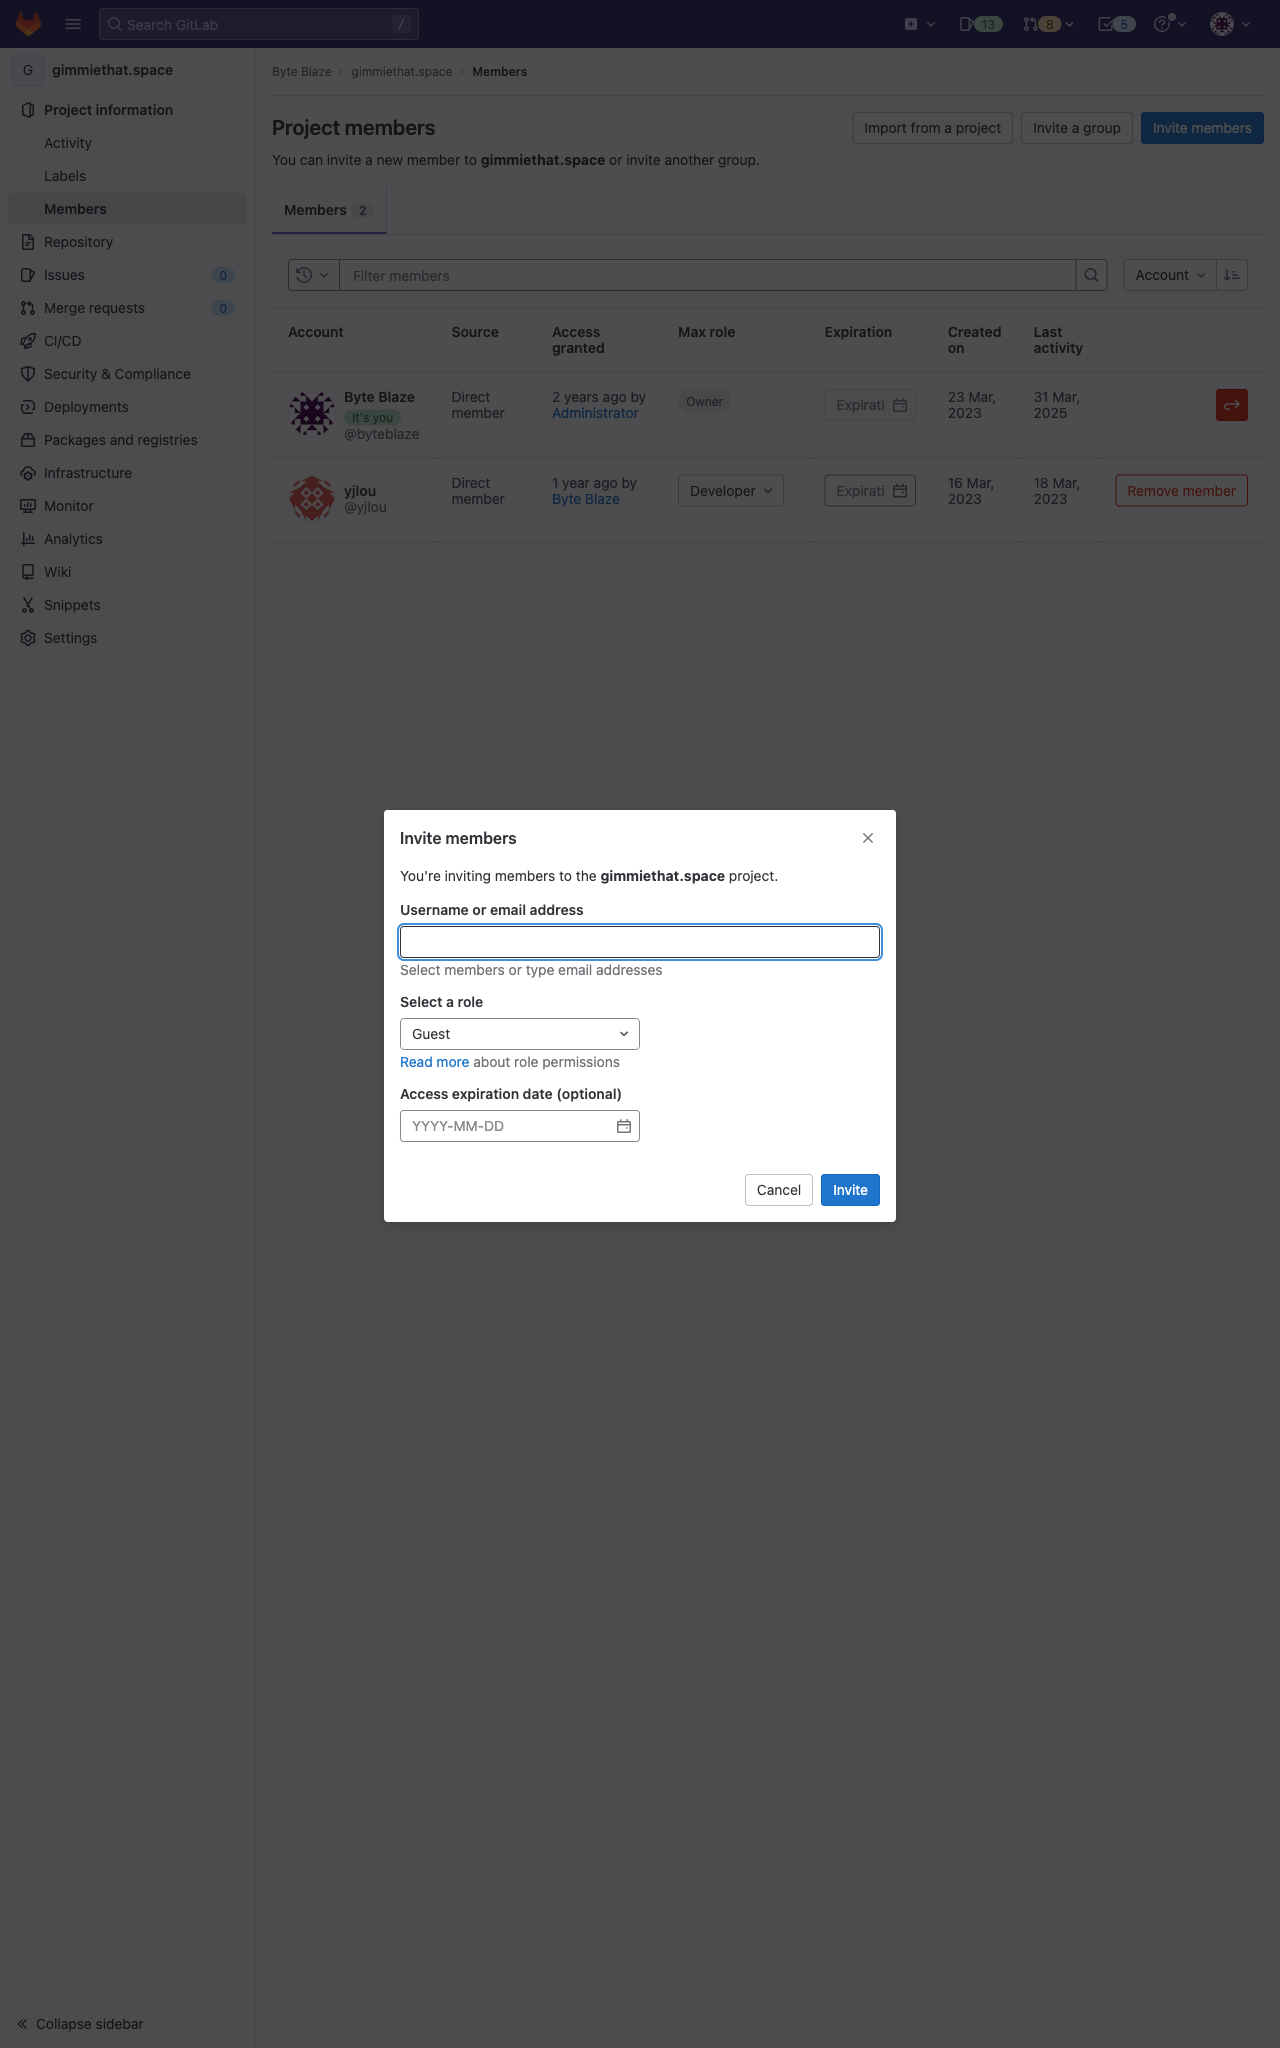 Search GitLab
/
13
8
5
G gimmiethat.space
Project information
Activity
Labels
Members
Repository
Issues 0
Merge requests 0
CI/CD
Security & Compliance
Deployments
Packages and registries
Infrastructure
Monitor
Analytics
Wiki
Snippets
Settings
Collapse sidebar
Byte Blaze › gimmiethat.space › Members
Project members
Import from a project
Invite a group
Invite members
You can invite a new member to gimmiethat.space or invite another group.
Members 2
Filter members
Account
Account Source Access granted Max role Expiration Created on Last activity
Byte Blaze
It's you
@byteblaze
Direct member
2 years ago by Administrator
Owner
Expirati
23 Mar, 2023
31 Mar, 2025
yjlou
@yjlou
Direct member
1 year ago by Byte Blaze
Developer
Expirati
16 Mar, 2023
18 Mar, 2023
Remove member
Invite members
You're inviting members to the gimmiethat.space project.
Username or email address
Select members or type email addresses
Select a role
Guest
Read more about role permissions
Access expiration date (optional)
YYYY-MM-DD
Cancel
Invite